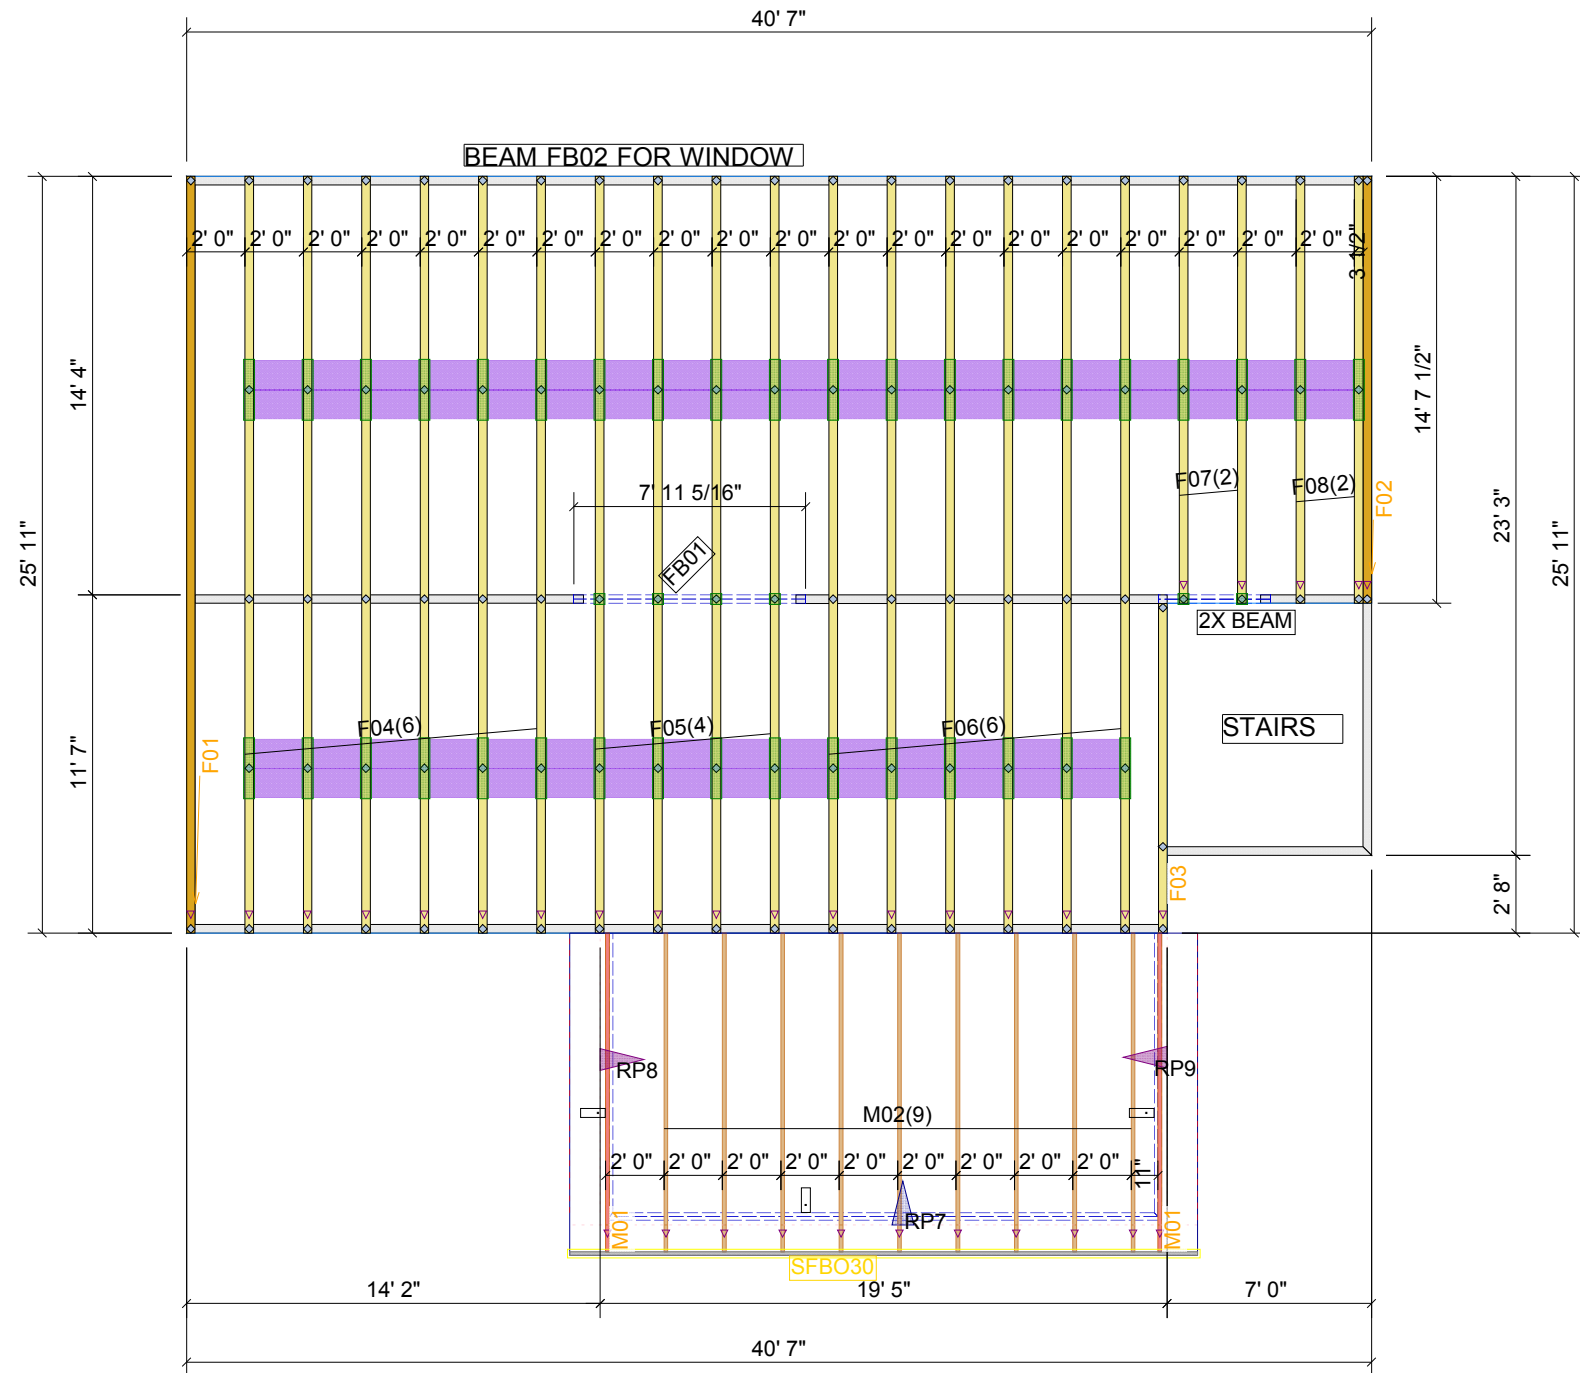 40' 7"
BEAM FB02 FOR WINDOW
2' 0" 2' 0" 2' 0" 2' 0" 2' 0" 2' 0" 2' 0" 2' 0" 2' 0" 2' 0" 2' 0" 2' 0" 2' 0" 2' 0" 2' 0" 2' 0" 2' 0" 2' 0" 2' 0" 2' 0"
3 1/2"
14' 4"
14' 7 1/2"
25' 11"
23' 3"
25' 11"
7' 11 5/16"
F07(2)
F08(2)
F02
FB01
2X BEAM
F04(6)
F05(4)
F06(6)
STAIRS
F01
11' 7"
F03
2' 8"
RP8
RP9
M02(9)
2' 0" 2' 0" 2' 0" 2' 0" 2' 0" 2' 0" 2' 0" 2' 0" 2' 0"
11"
M01
RP7
M01
SFBO30
14' 2"
19' 5"
7' 0"
40' 7"